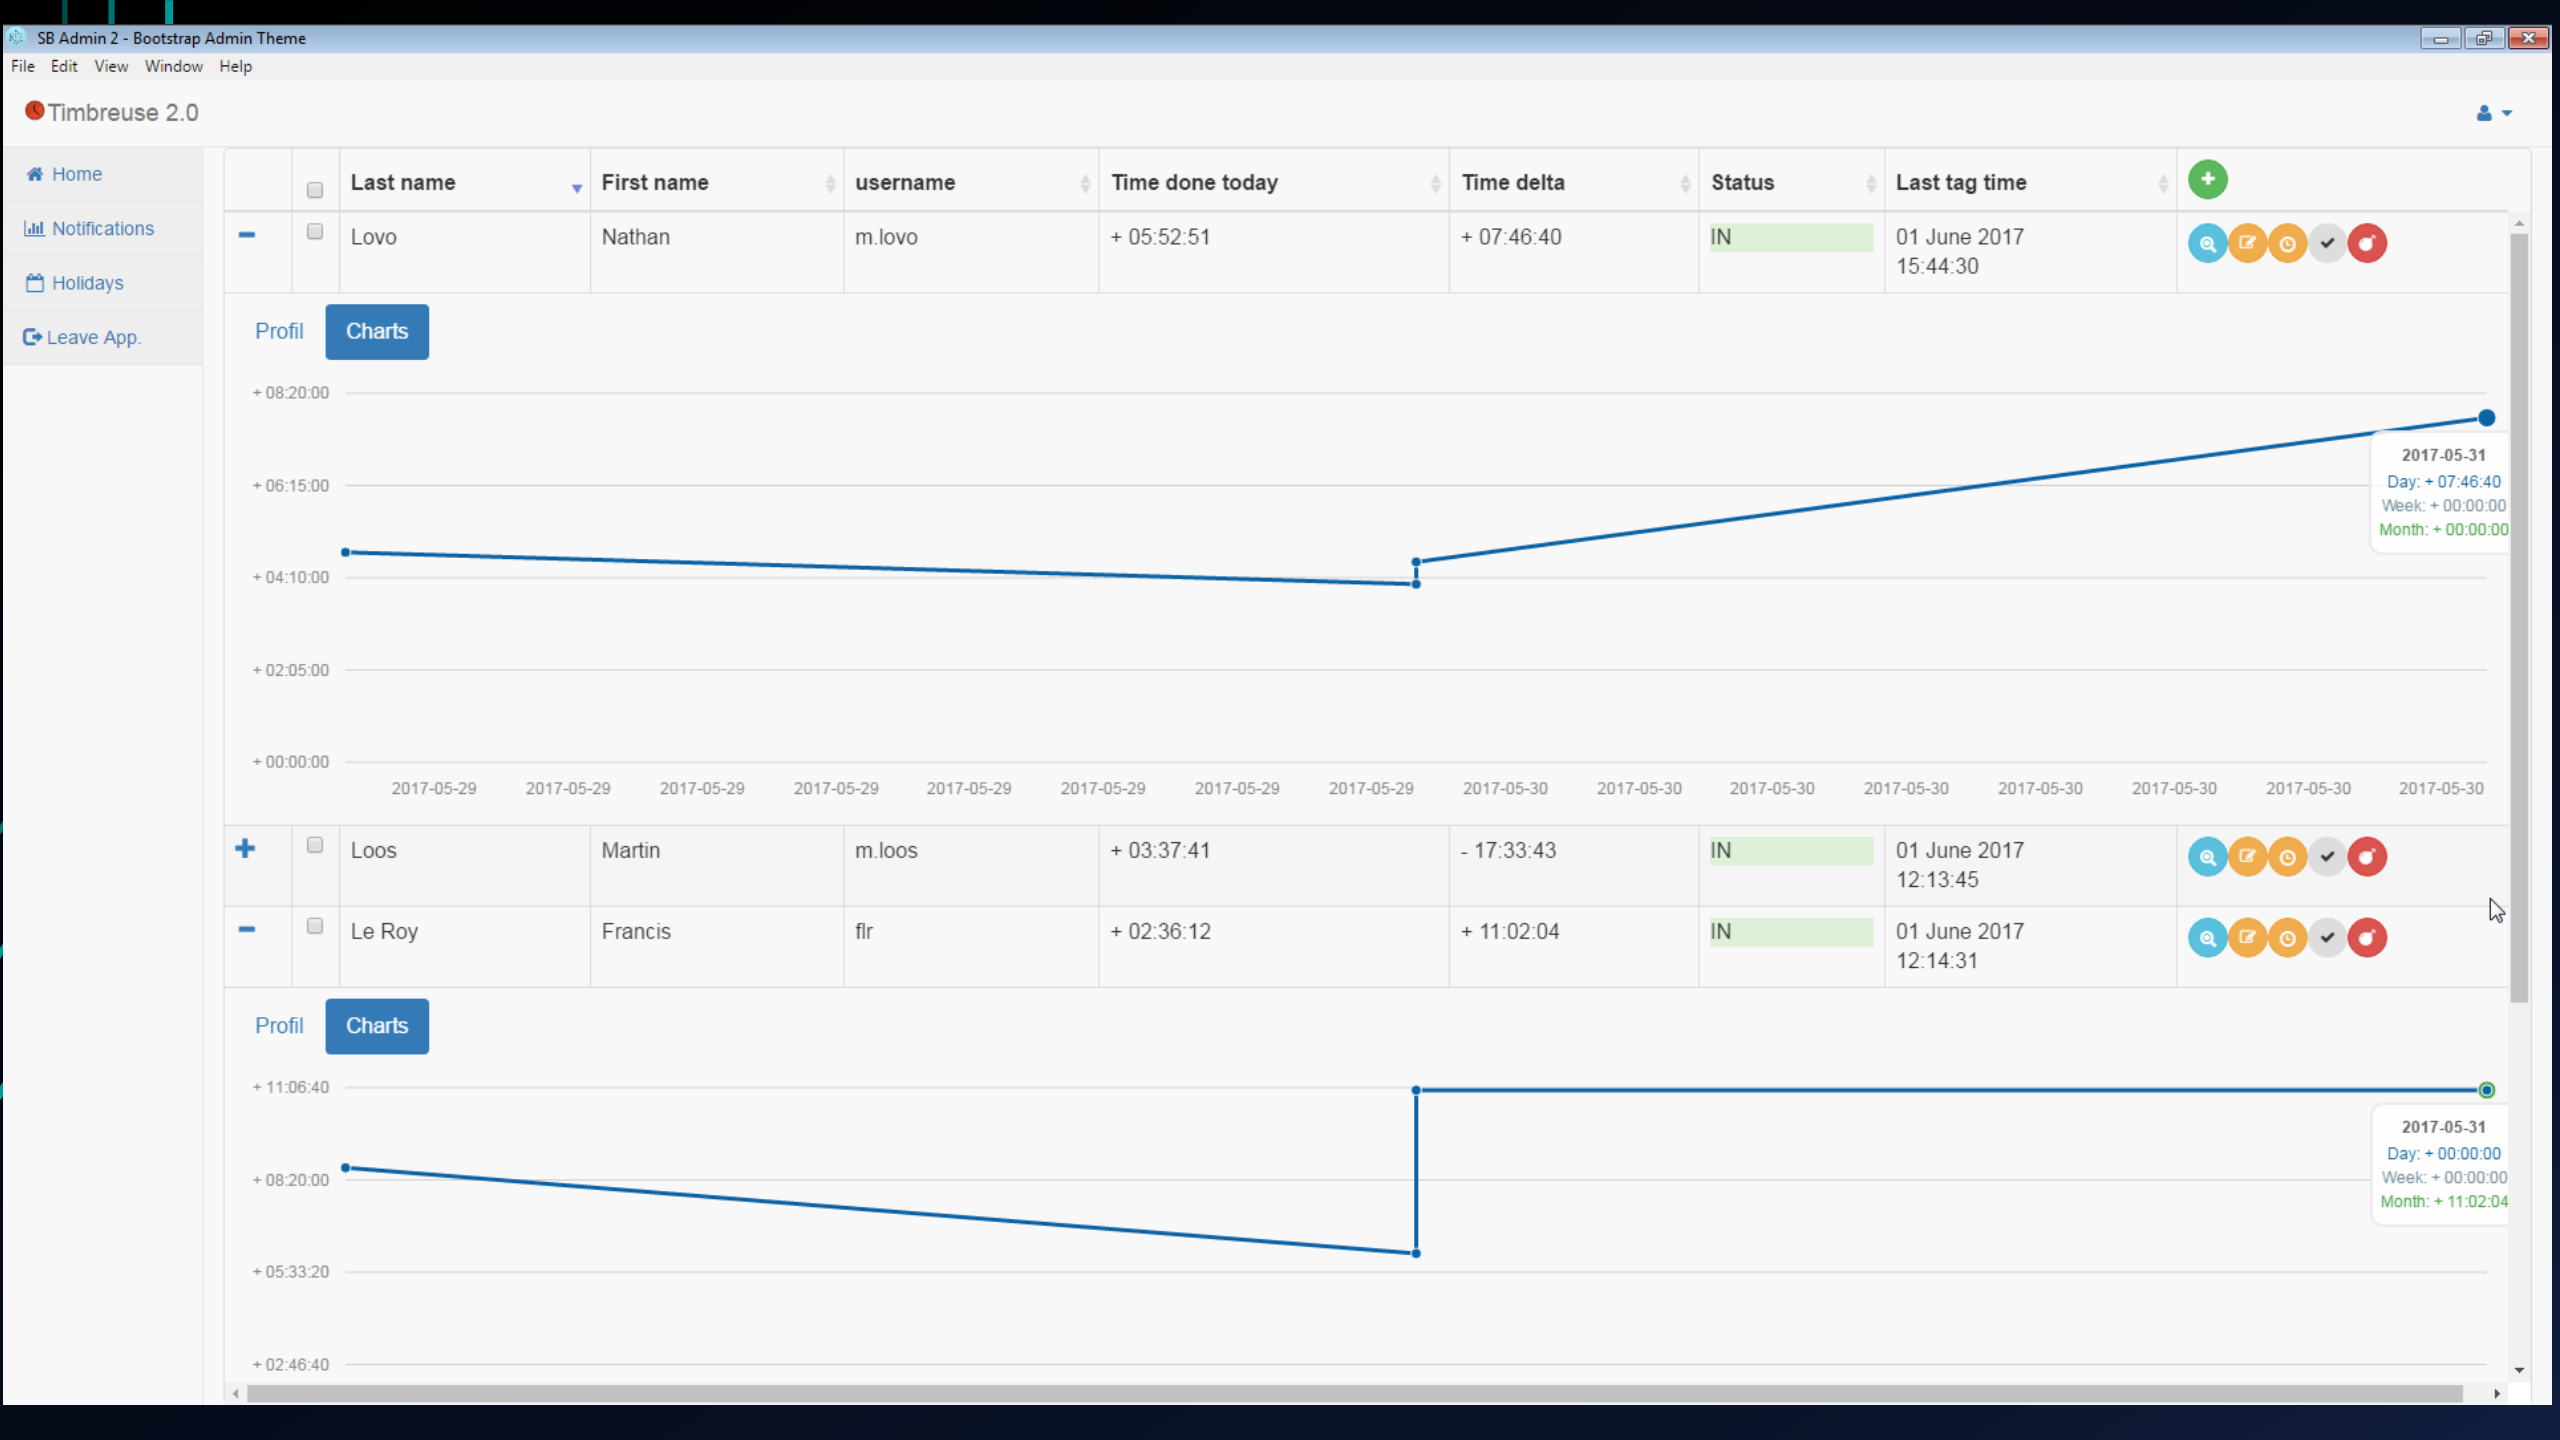 SB Admin 2 - Bootstrap Admin Theme
File Edit View Window Help
Timbreuse 2.0
Home
Notifications
Holidays
Leave App.
Last name First name username Time done today Time delta Status Last tag time
Lovo Nathan m.lovo + 05:52:51 + 07:46:40 IN 01 June 2017
15:44:30
Profil Charts
+ 08:20:00
+ 06:15:00
+ 04:10:00
+ 02:05:00
+ 00:00:00
2017-05-31
Day: + 07:46:40
Week: + 00:00:00
Month: + 00:00:00
2017-05-29 2017-05-29 2017-05-29 2017-05-29 2017-05-29 2017-05-29 2017-05-29 2017-05-29 2017-05-30 2017-05-30 2017-05-30 2017-05-30 2017-05-30 2017-05-30 2017-05-30 2017-05-30
Loos Martin m.loos + 03:37:41 - 17:33:43 IN 01 June 2017
12:13:45
Le Roy Francis flr + 02:36:12 + 11:02:04 IN 01 June 2017
12:14:31
Profil Charts
+ 11:06:40
+ 08:20:00
+ 05:33:20
+ 02:46:40
2017-05-31
Day: + 00:00:00
Week: + 00:00:00
Month: + 11:02:04